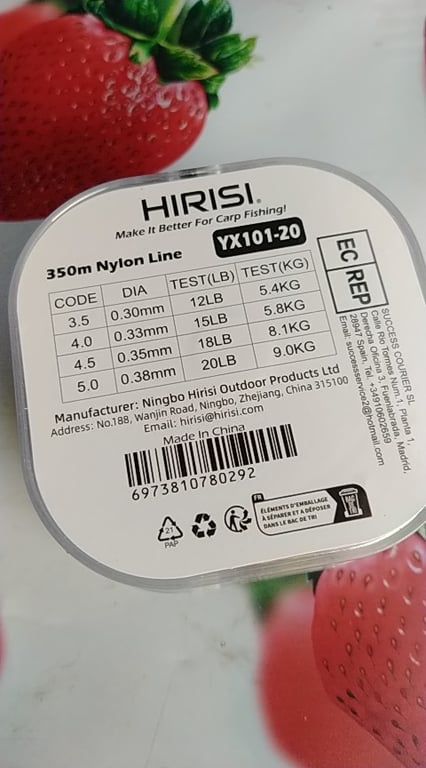 HIRISI®
Make It Better For Carp Fishing!
350m Nylon Line
YX101-20
CODE DIA TEST(LB) TEST(KG)
3.5 0.30mm 12LB 5.4KG
4.0 0.33mm 15LB 5.8KG
4.5 0.35mm 18LB 8.1KG
5.0 0.38mm 20LB 9.0KG
EC REP
SUCCESS COURIER SL
Calle Rio Tormes Num.1, Planta 1,
Derecha Oficina 3, Fuenlabrada, Madrid,
28947 Spain, Tel. +34910602659
Email: successservice2@hotmail.com
Manufacturer: Ningbo Hirisi Outdoor Products Ltd
Address: No.188, Wanjin Road, Ningbo, Zhejiang, China 315100
Email: hirisi@hirisi.com
Made In China
6973810780292
21
PAP
FR
ÉLÉMENTS D'EMBALLAGE
À SÉPARER ET À DÉPOSER
DANS LE BAC DE TRI